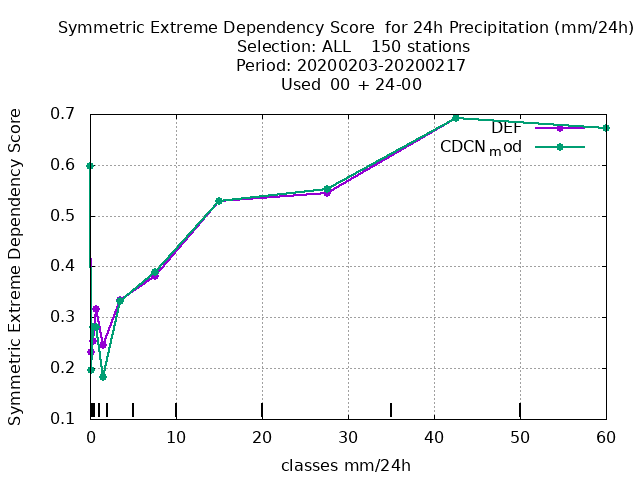 Symmetric Extreme Dependency Score  for 24h Precipitation (mm/24h)
Selection: ALL    150 stations
Period: 20200203-20200217
Used  00 + 24-00
Symmetric Extreme Dependency Score
0.7
0.6
0.5
0.4
0.3
0.2
0.1
DEF
CDCNmod
0 10 20 30 40 50 60
classes mm/24h